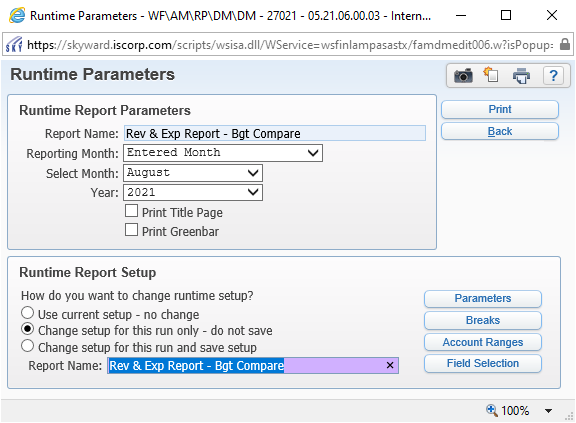 Runtime Parameters - WF\AM\RP\DM\DM - 27021 - 05.21.06.00.03 - Intern...
https://skyward.iscorp.com/scripts/wsisa.dll/WService=wsfinlampasastx/famdmedit006.w?isPopup=
Runtime Parameters
?
Runtime Report Parameters
Print
Report Name: Rev & Exp Report - Bgt Compare
Back
Reporting Month: Entered Month
Select Month: August
Year: 2021
Print Title Page
Print Greenbar
Runtime Report Setup
How do you want to change runtime setup?
Parameters
Use current setup - no change
Breaks
Change setup for this run only - do not save
Account Ranges
Change setup for this run and save setup
Report Name: Rev & Exp Report - Bgt Compare ×
Field Selection
100%